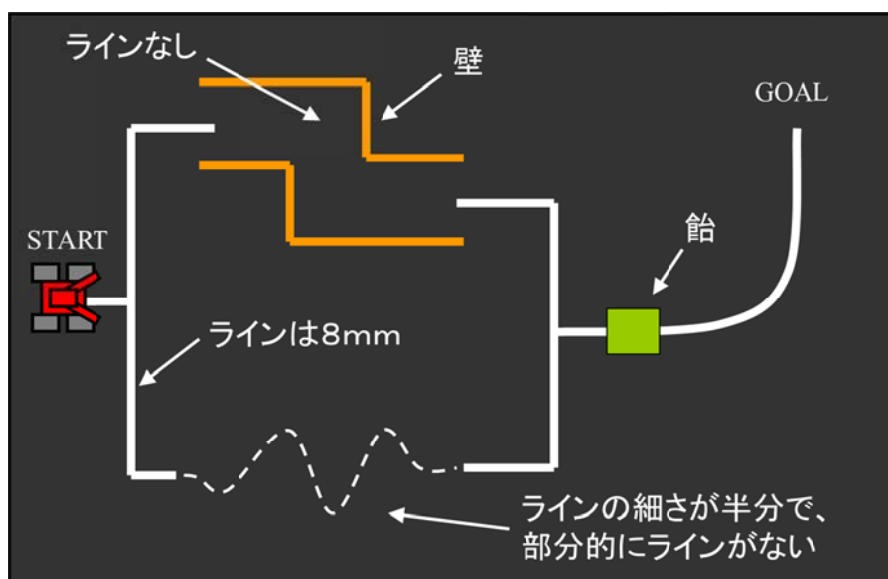 ラインなし
壁
GOAL
飴
START
ラインは8mm
ラインの細さが半分で、
部分的にラインがない